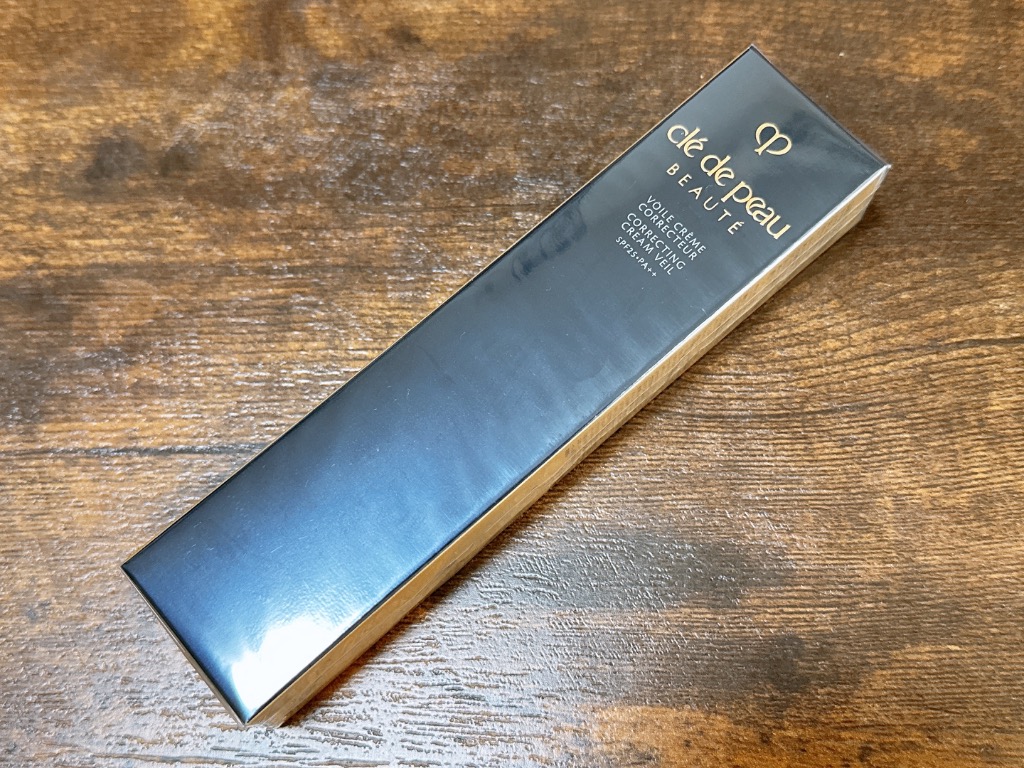 clé de peau
BEAUTÉ
VOILE CRÈME
CORRECTEUR
CORRECTING
CREAM VEIL
SPF25•PA++